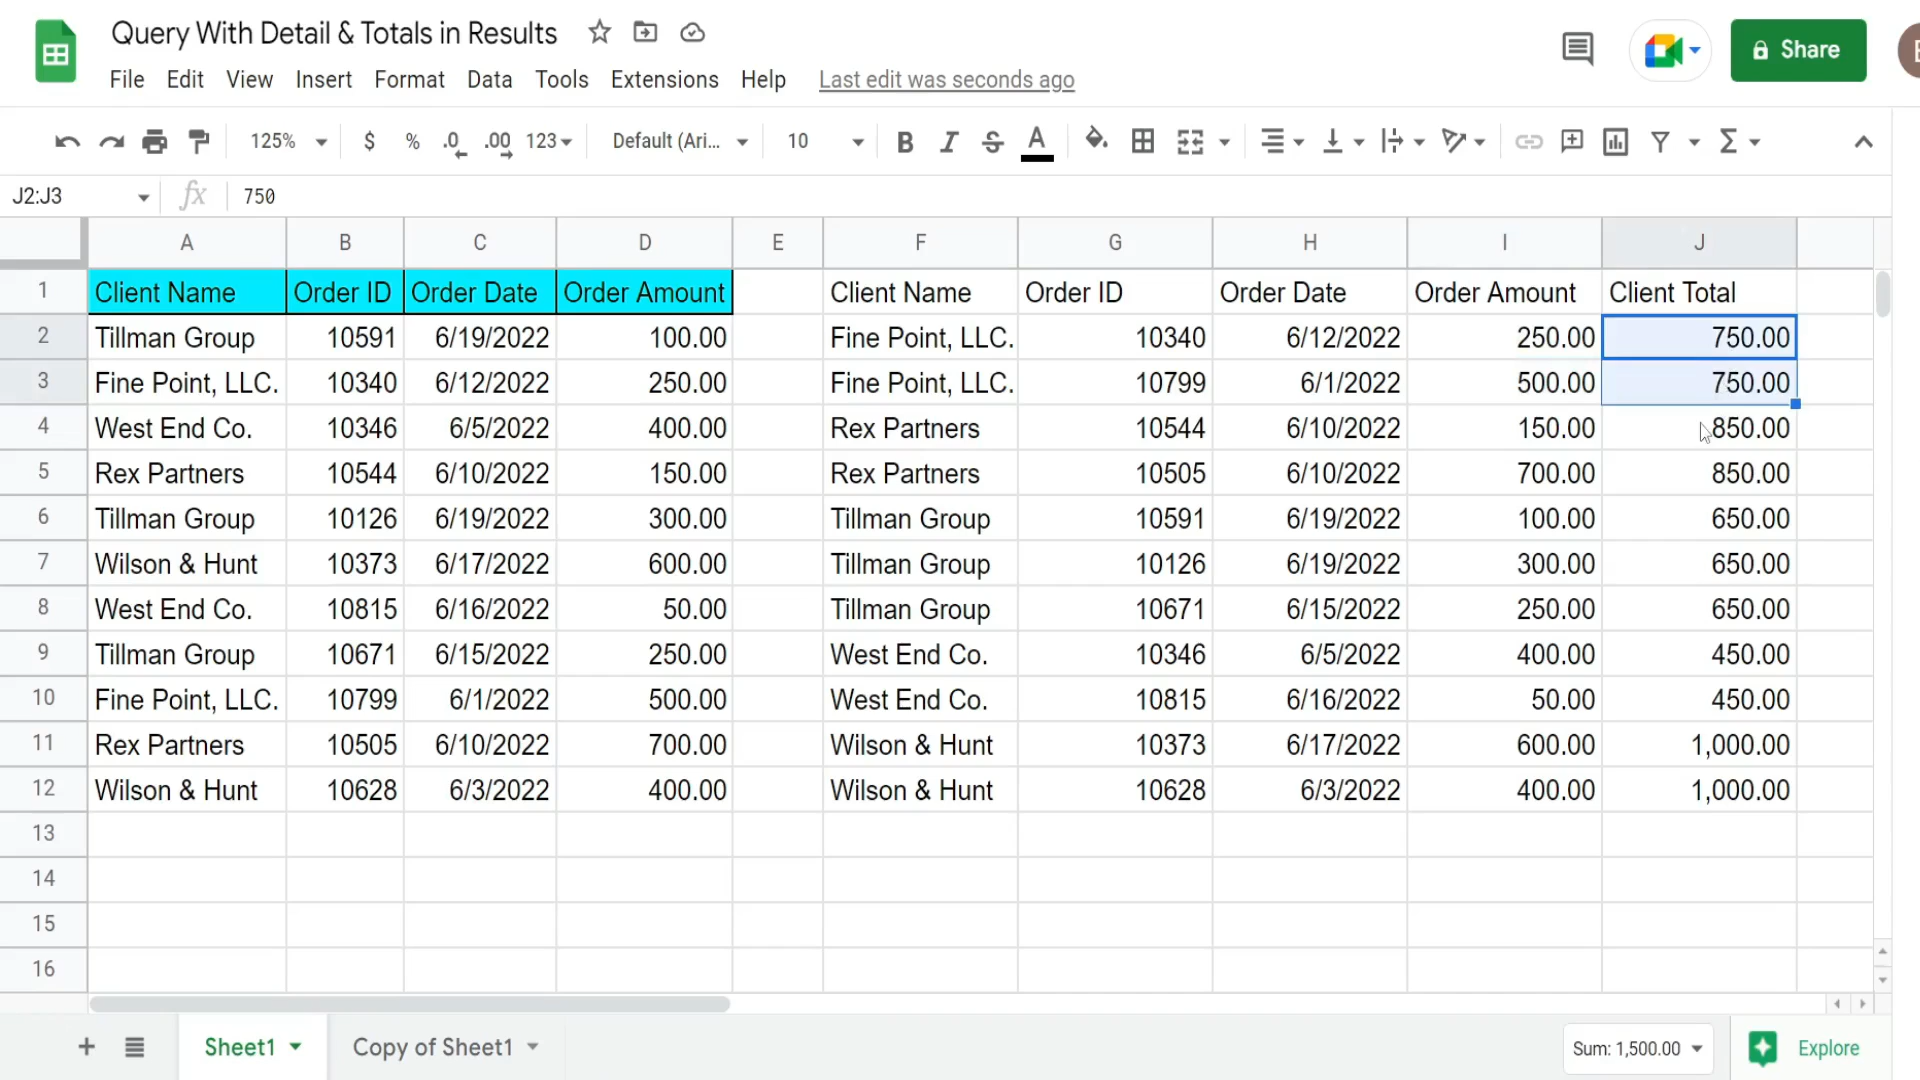 Query With Detail & Totals in Results
Share
File Edit View Insert Format Data Tools Extensions Help Last edit was seconds ago
125% $ % .0 .00 123 Default (Ari... 10 B I S A
J2:J3 fx 750
A B C D E F G H I J
1 Client Name Order ID Order Date Order Amount Client Name Order ID Order Date Order Amount Client Total
2 Tillman Group 10591 6/19/2022 100.00 Fine Point, LLC. 10340 6/12/2022 250.00 750.00
3 Fine Point, LLC. 10340 6/12/2022 250.00 Fine Point, LLC. 10799 6/1/2022 500.00 750.00
4 West End Co. 10346 6/5/2022 400.00 Rex Partners 10544 6/10/2022 150.00 850.00
5 Rex Partners 10544 6/10/2022 150.00 Rex Partners 10505 6/10/2022 700.00 850.00
6 Tillman Group 10126 6/19/2022 300.00 Tillman Group 10591 6/19/2022 100.00 650.00
7 Wilson & Hunt 10373 6/17/2022 600.00 Tillman Group 10126 6/19/2022 300.00 650.00
8 West End Co. 10815 6/16/2022 50.00 Tillman Group 10671 6/15/2022 250.00 650.00
9 Tillman Group 10671 6/15/2022 250.00 West End Co. 10346 6/5/2022 400.00 450.00
10 Fine Point, LLC. 10799 6/1/2022 500.00 West End Co. 10815 6/16/2022 50.00 450.00
11 Rex Partners 10505 6/10/2022 700.00 Wilson & Hunt 10373 6/17/2022 600.00 1,000.00
12 Wilson & Hunt 10628 6/3/2022 400.00 Wilson & Hunt 10628 6/3/2022 400.00 1,000.00
13
14
15
16
Sheet1 Copy of Sheet1 Sum: 1,500.00 Explore